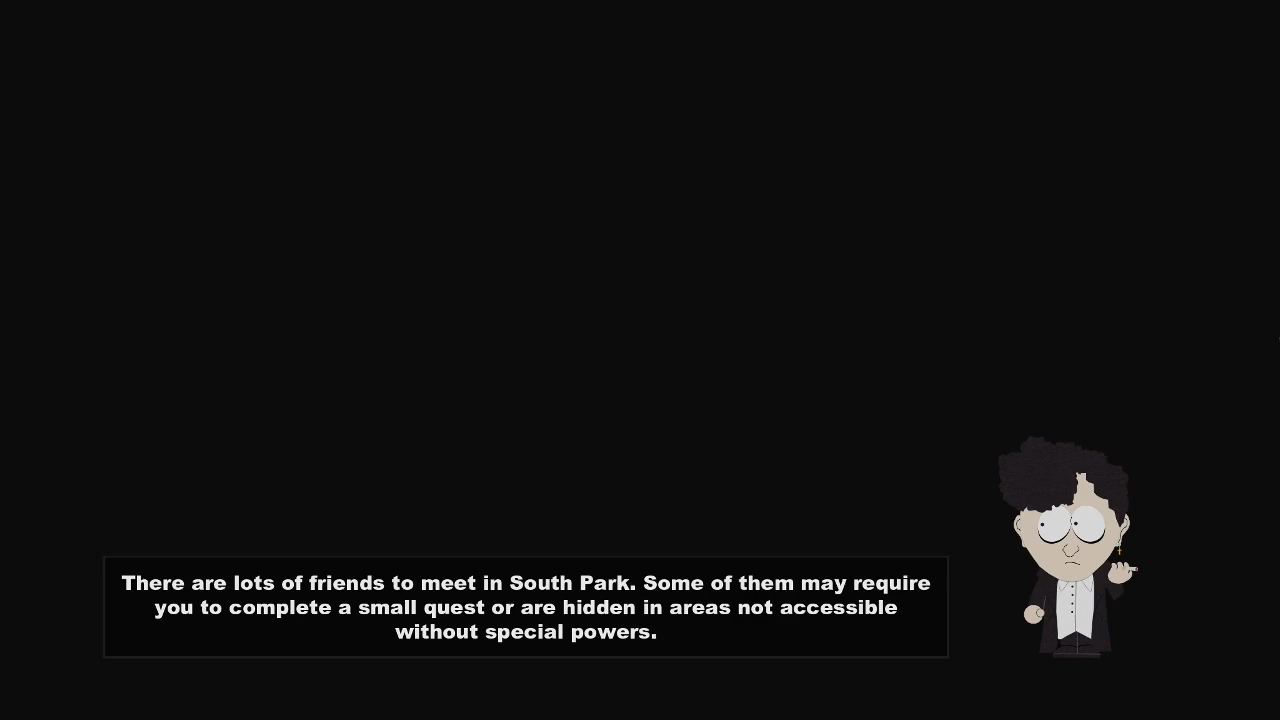 There are lots of friends to meet in South Park. Some of them may require
you to complete a small quest or are hidden in areas not accessible
without special powers.